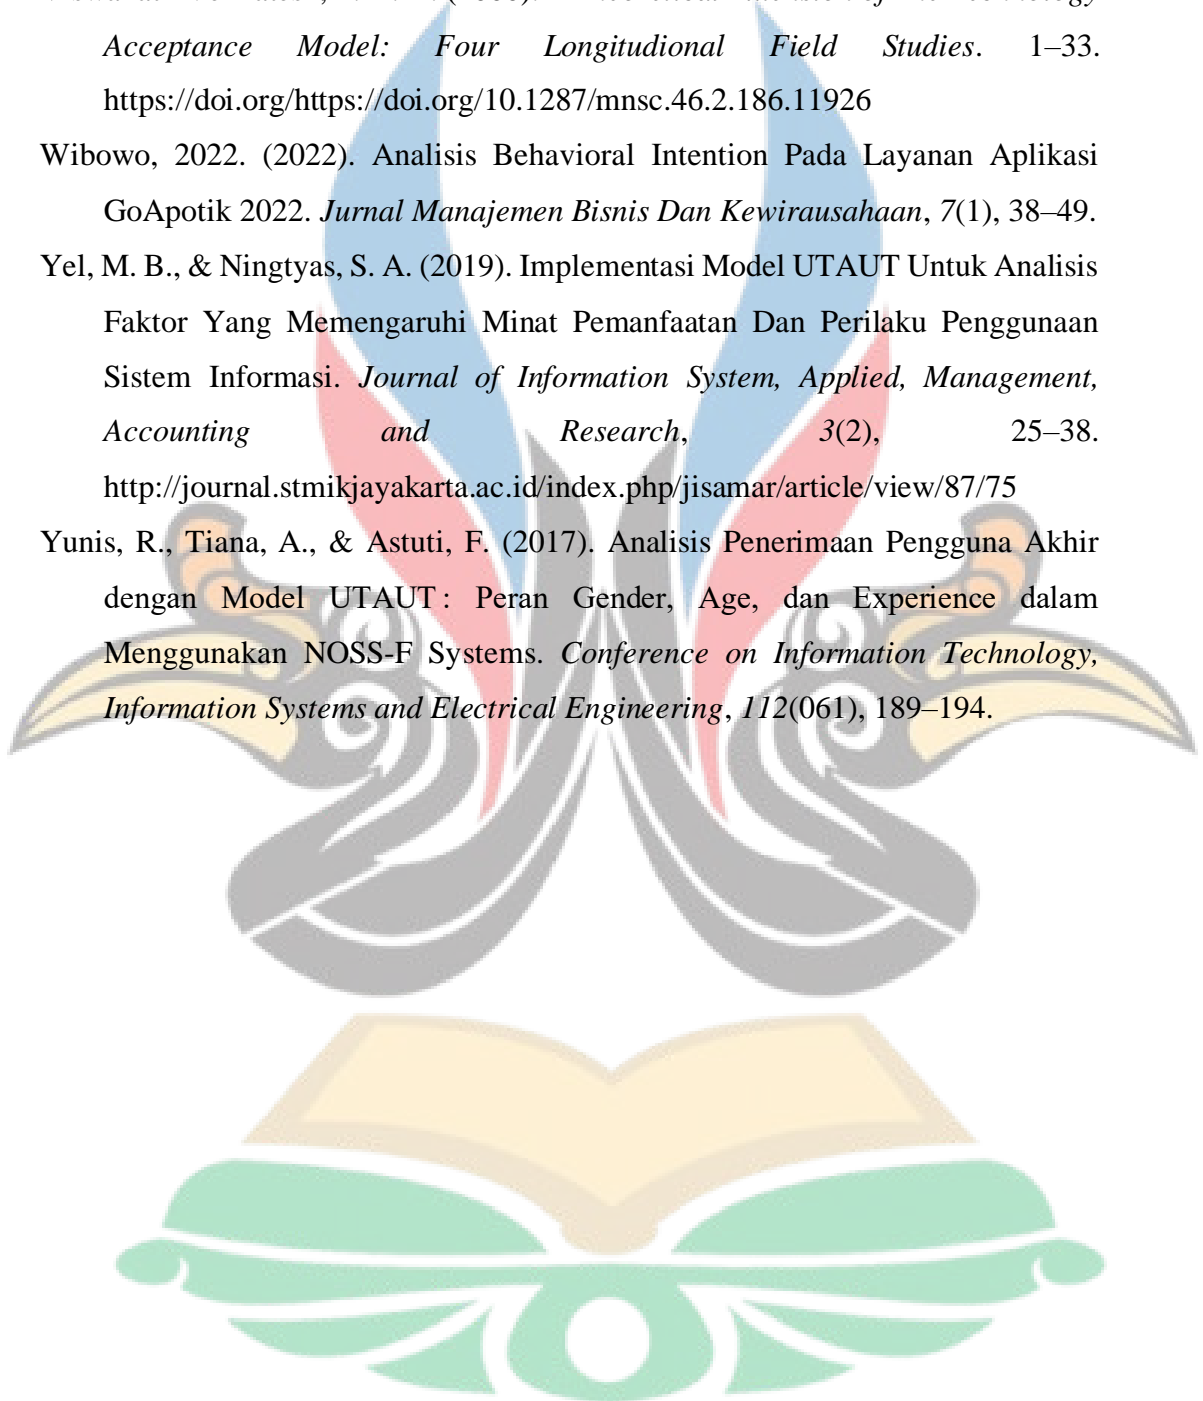 Acceptance Model: Four Longitudional Field Studies. 1–33.
https://doi.org/https://doi.org/10.1287/mnsc.46.2.186.11926
Wibowo, 2022. (2022). Analisis Behavioral Intention Pada Layanan Aplikasi
GoApotik 2022. Jurnal Manajemen Bisnis Dan Kewirausahaan, 7(1), 38–49.
Yel, M. B., & Ningtyas, S. A. (2019). Implementasi Model UTAUT Untuk Analisis
Faktor Yang Memengaruhi Minat Pemanfaatan Dan Perilaku Penggunaan
Sistem Informasi. Journal of Information System, Applied, Management,
Accounting and Research, 3(2), 25–38.
http://journal.stmikjayakarta.ac.id/index.php/jisamar/article/view/87/75
Yunis, R., Tiana, A., & Astuti, F. (2017). Analisis Penerimaan Pengguna Akhir
dengan Model UTAUT : Peran Gender, Age, dan Experience dalam
Menggunakan NOSS-F Systems. Conference on Information Technology,
Information Systems and Electrical Engineering, 112(061), 189–194.